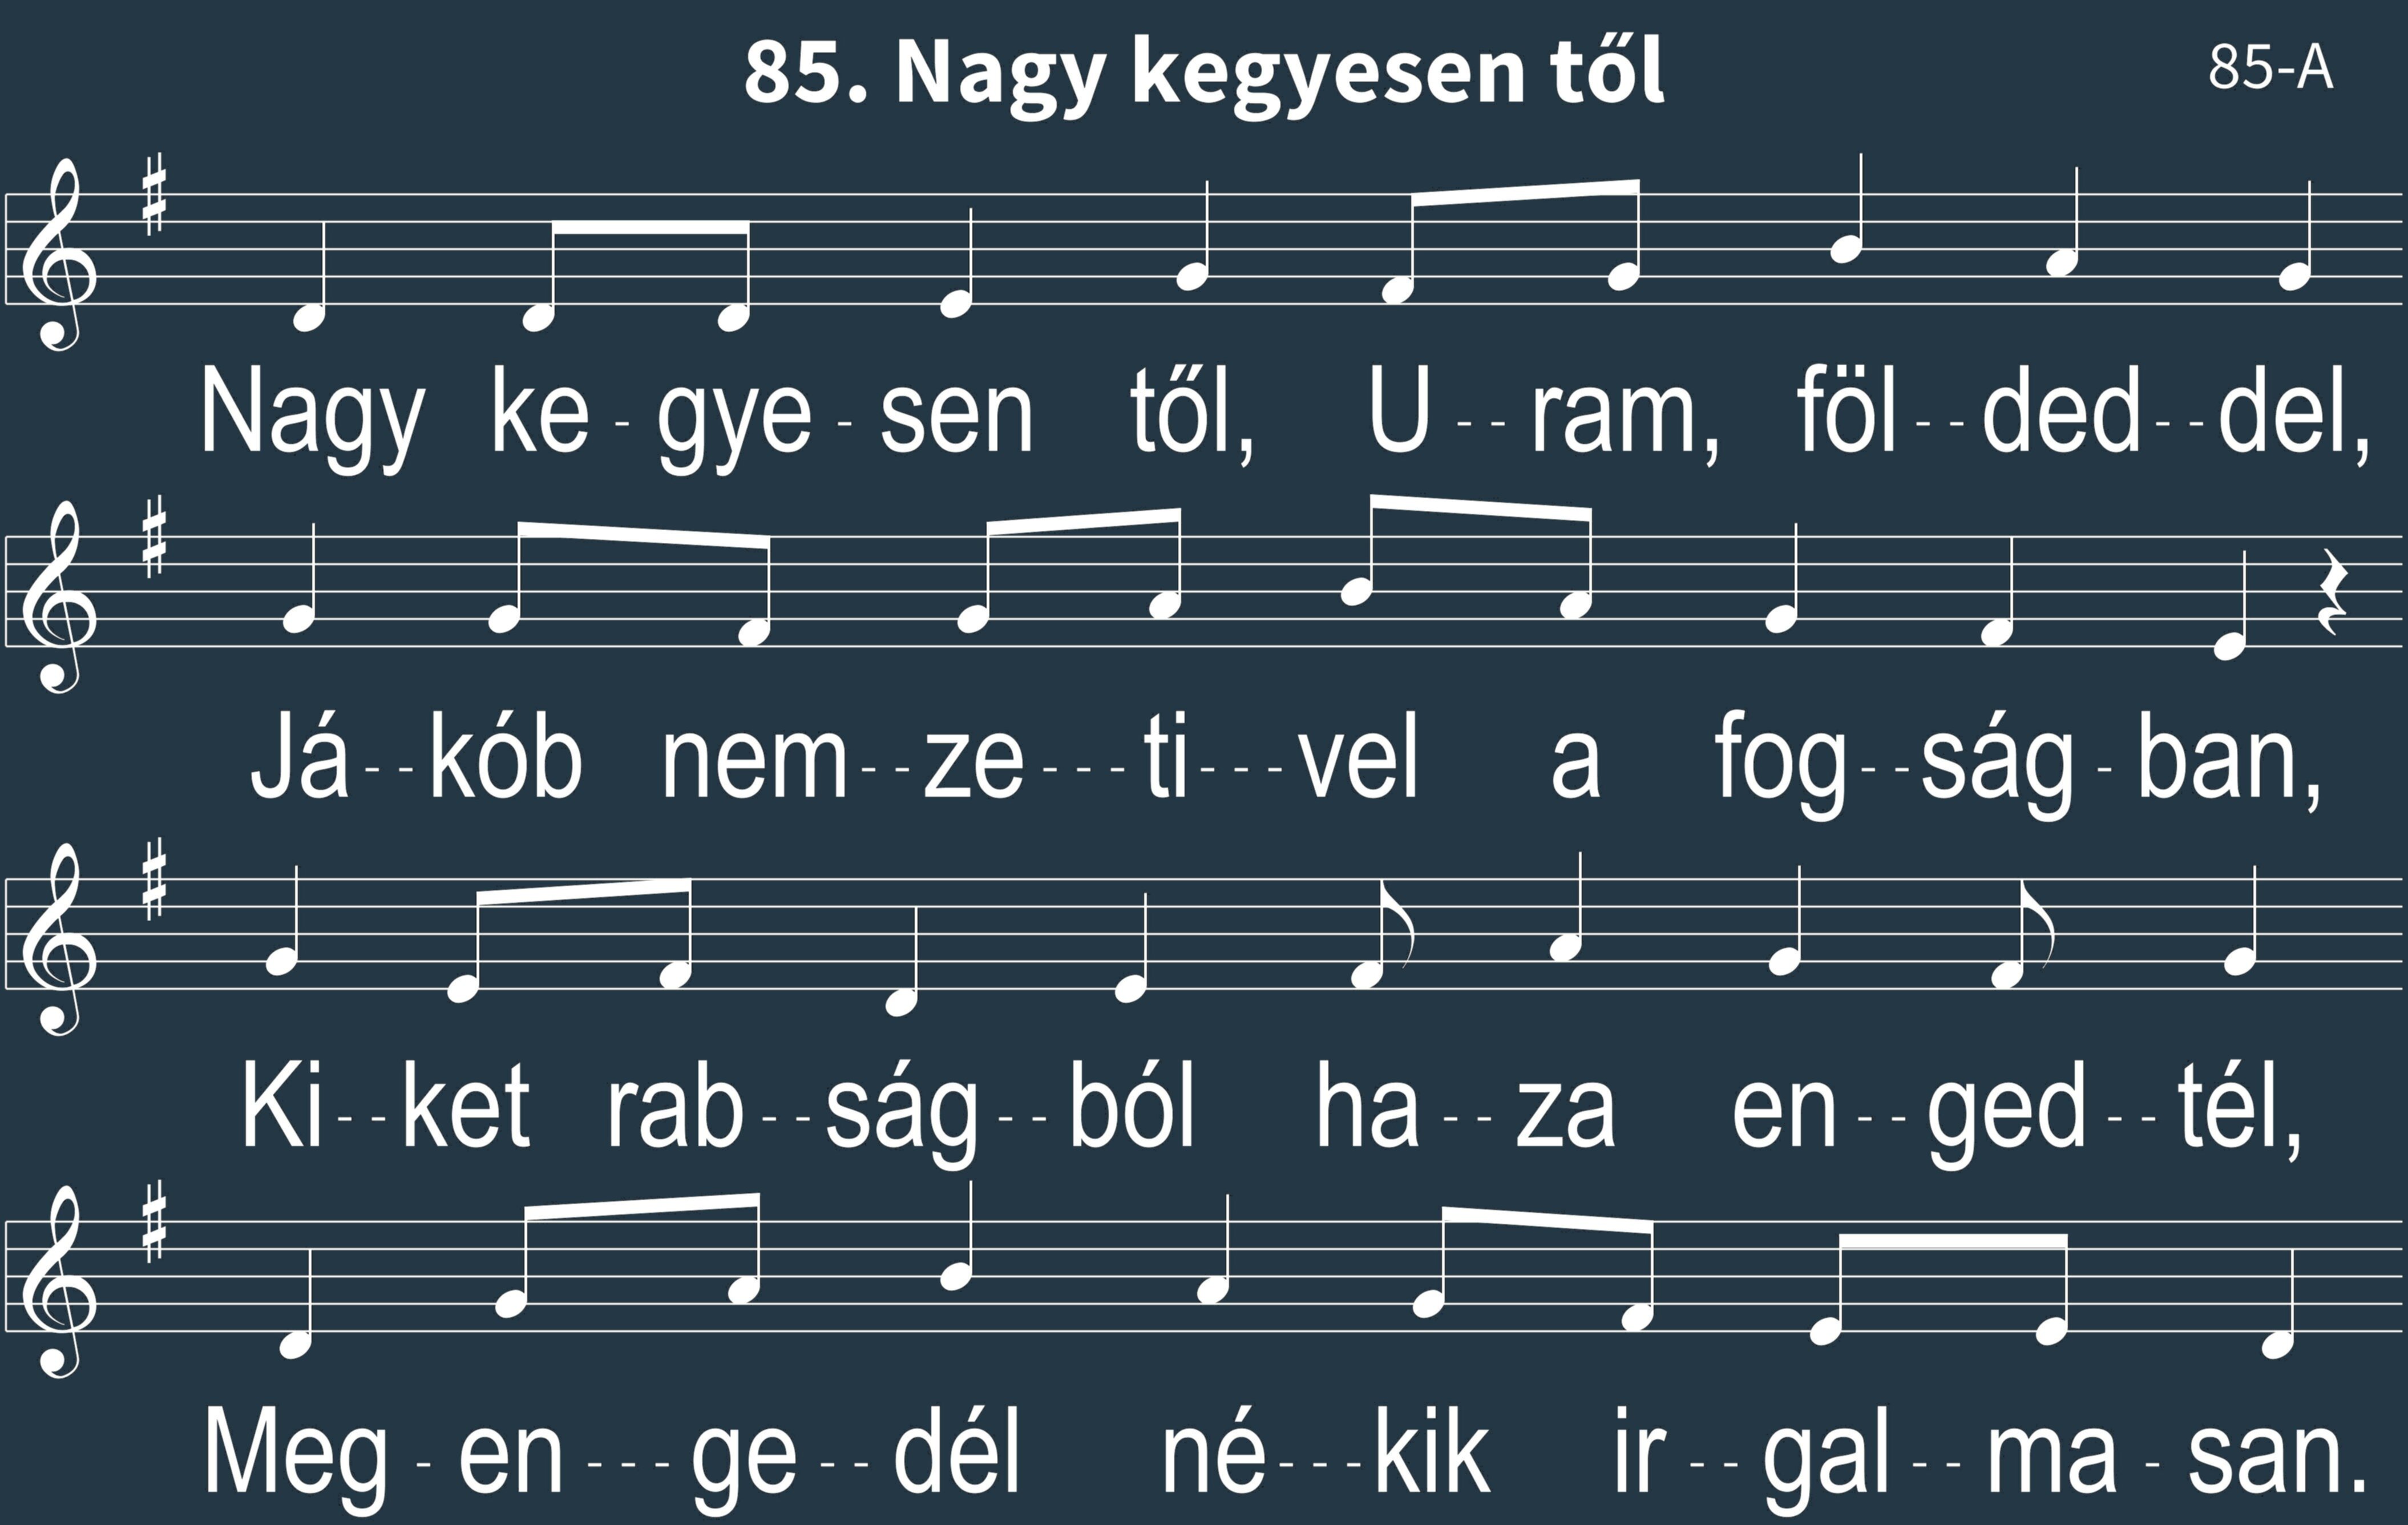 85. Nagy kegyesen től
85-A
Nagy ke - gye - sen től, U - - ram, föl - - ded - - del,
Já - - kób nem - - ze - - - ti - - - vel a fog - - ság - ban,
Ki - - ket rab - - ság - - ból ha - - za en - - ged - - tél,
Meg - en - - - ge - - dél né - - - kik ir - - gal - - ma - san.